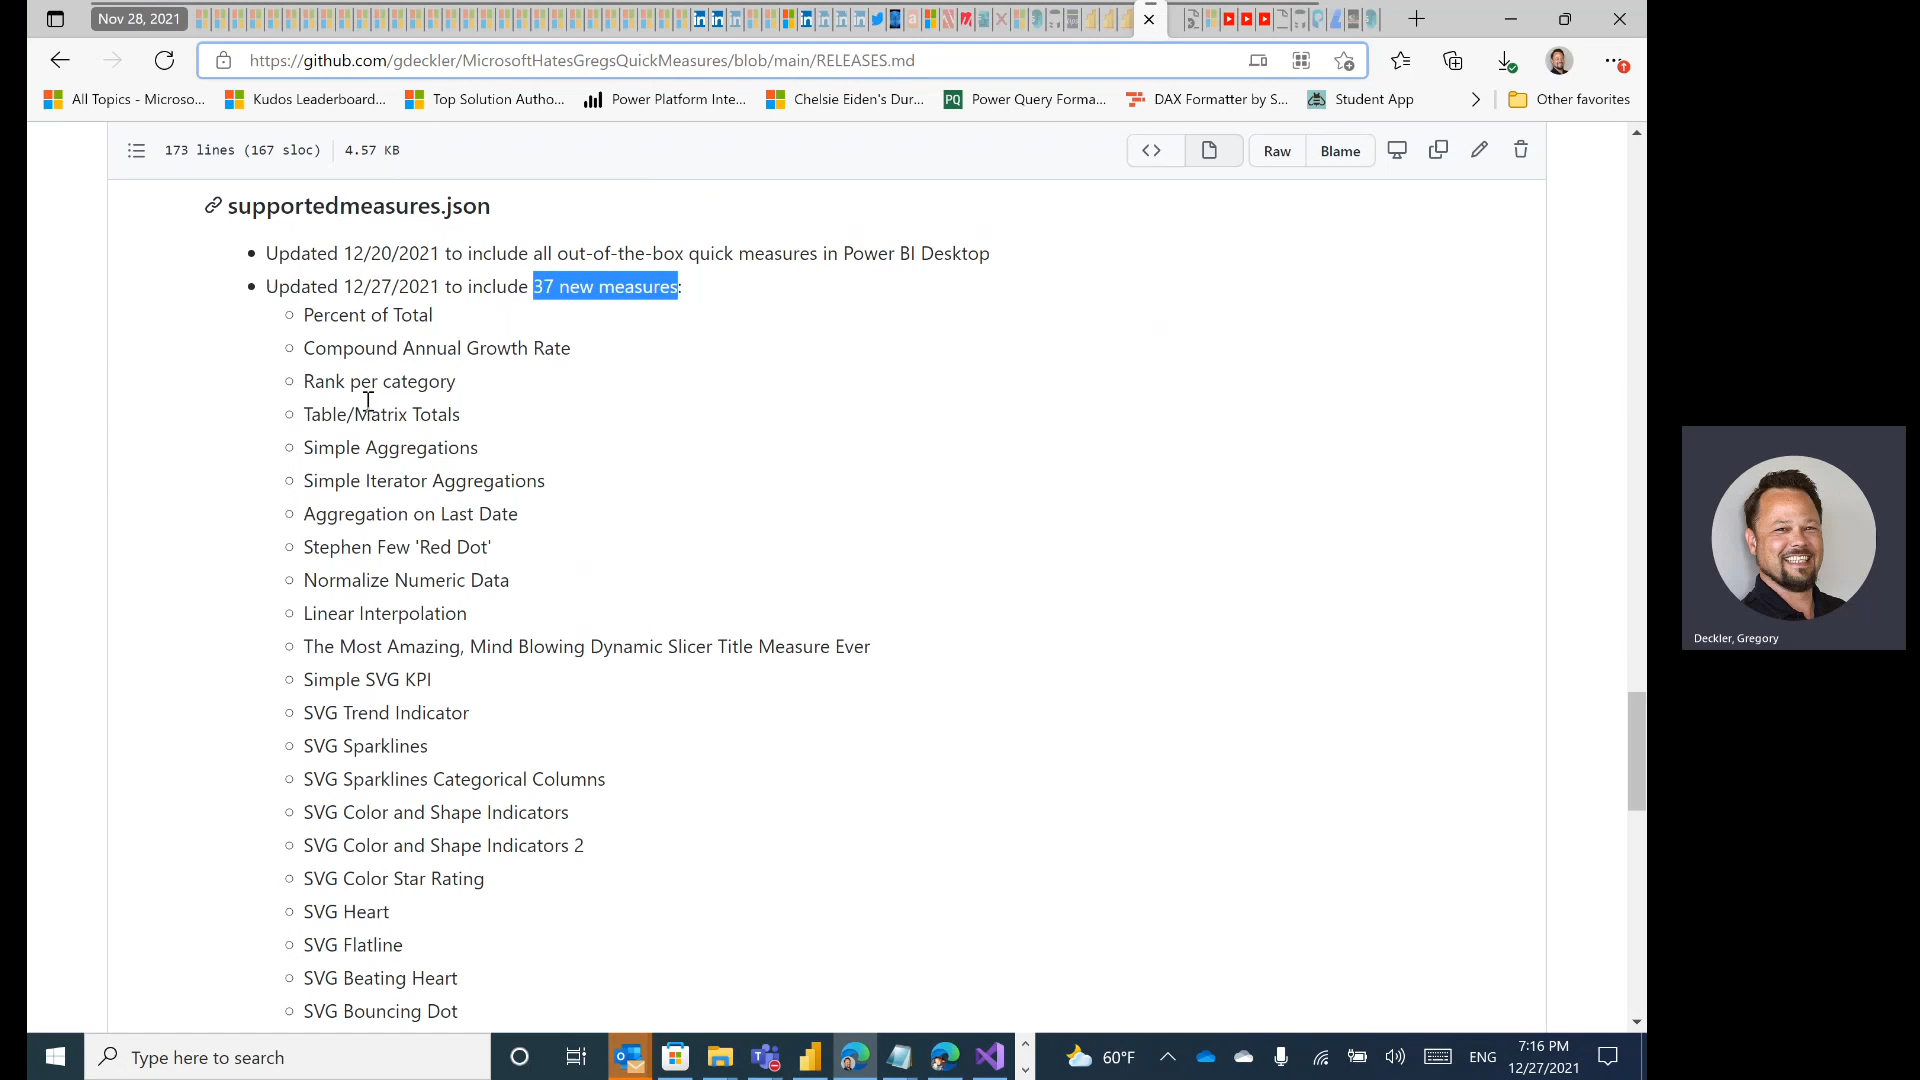 Nov 28, 2021
https://github.com/gdeckler/MicrosoftHatesGregsQuickMeasures/blob/main/RELEASES.md
All Topics - Microso... Kudos Leaderboard... Top Solution Autho... Power Platform Inte... Chelsie Eiden's Dur... PQ Power Query Forma... DAX Formatter by S... Student App Other favorites
173 lines (167 sloc) 4.57 KB Raw Blame
supportedmeasures.json
• Updated 12/20/2021 to include all out-of-the-box quick measures in Power BI Desktop
• Updated 12/27/2021 to include 37 new measures:
○ Percent of Total
○ Compound Annual Growth Rate
○ Rank per category
○ Table/Matrix Totals
○ Simple Aggregations
○ Simple Iterator Aggregations
○ Aggregation on Last Date
○ Stephen Few 'Red Dot'
○ Normalize Numeric Data
○ Linear Interpolation
○ The Most Amazing, Mind Blowing Dynamic Slicer Title Measure Ever
○ Simple SVG KPI
○ SVG Trend Indicator
○ SVG Sparklines
○ SVG Sparklines Categorical Columns
○ SVG Color and Shape Indicators
○ SVG Color and Shape Indicators 2
○ SVG Color Star Rating
○ SVG Heart
○ SVG Flatline
○ SVG Beating Heart
○ SVG Bouncing Dot
Deckler, Gregory
Type here to search
60°F
ENG
7:16 PM
12/27/2021